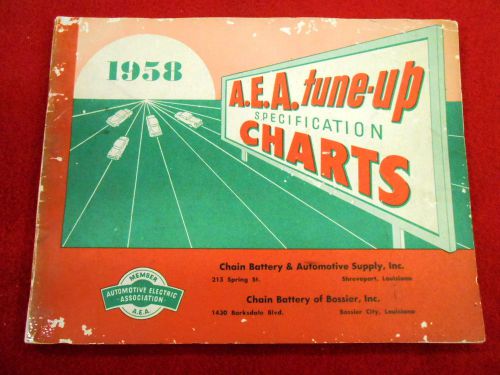 1958
A.E.A. tune-up
SPECIFICATION
CHARTS
Chain Battery & Automotive Supply, Inc.
215 Spring St. Shreveport, Louisiana
Chain Battery of Bossier, Inc.
1430 Barksdale Blvd. Bossier City, Louisiana
MEMBER
AUTOMOTIVE ELECTRIC
ASSOCIATION
A.E.A.